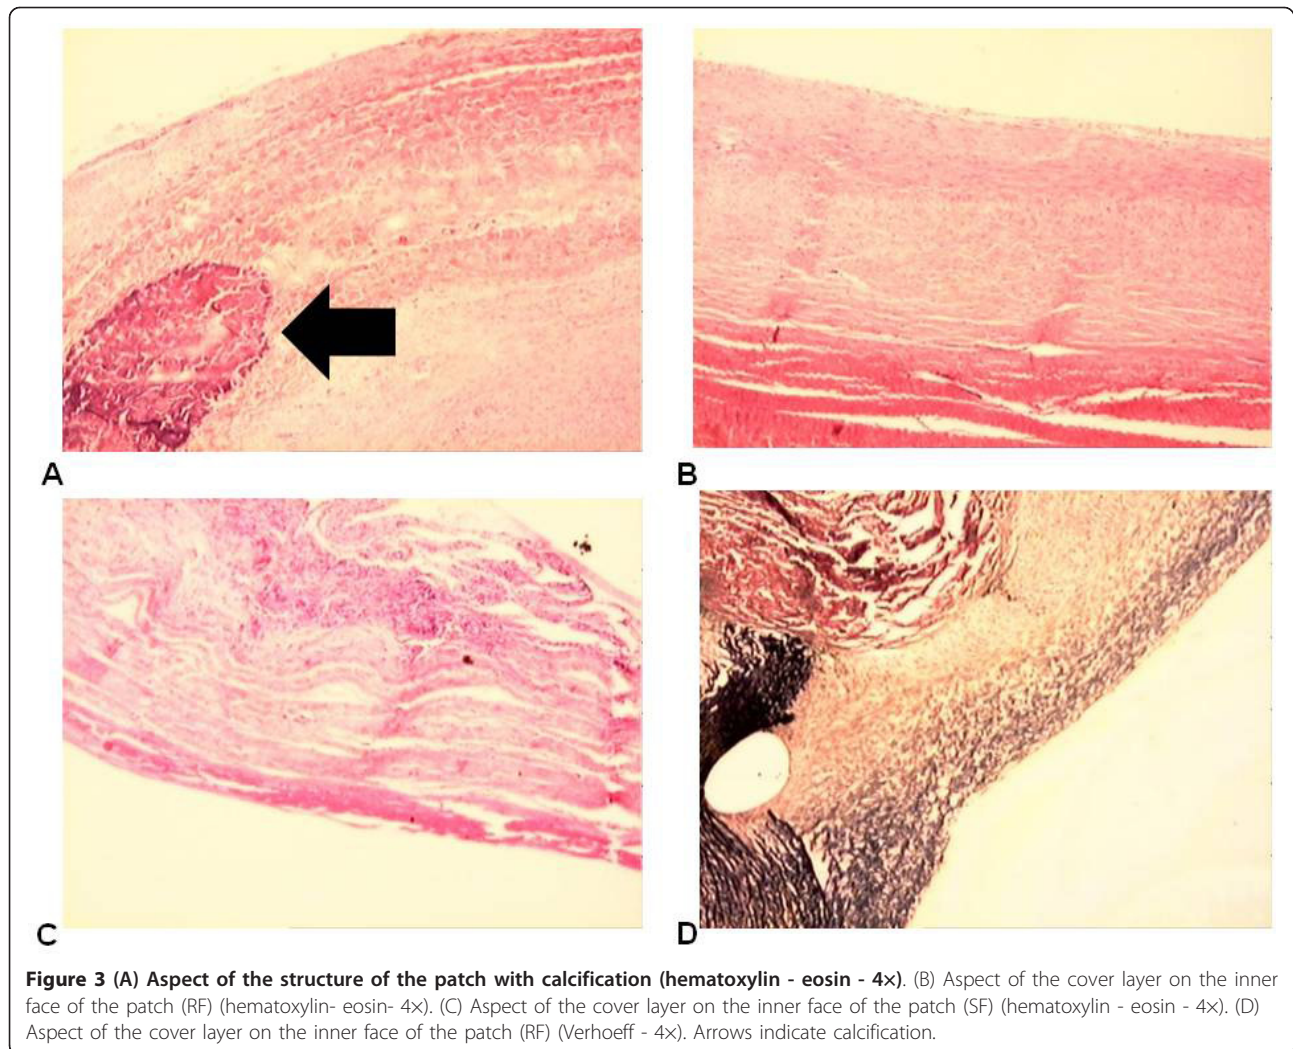 A
B
C
D
Figure 3 (A) Aspect of the structure of the patch with calcification (hematoxylin - eosin - 4×). (B) Aspect of the cover layer on the inner
face of the patch (RF) (hematoxylin- eosin- 4×). (C) Aspect of the cover layer on the inner face of the patch (SF) (hematoxylin - eosin - 4×). (D)
Aspect of the cover layer on the inner face of the patch (RF) (Verhoeff - 4×). Arrows indicate calcification.